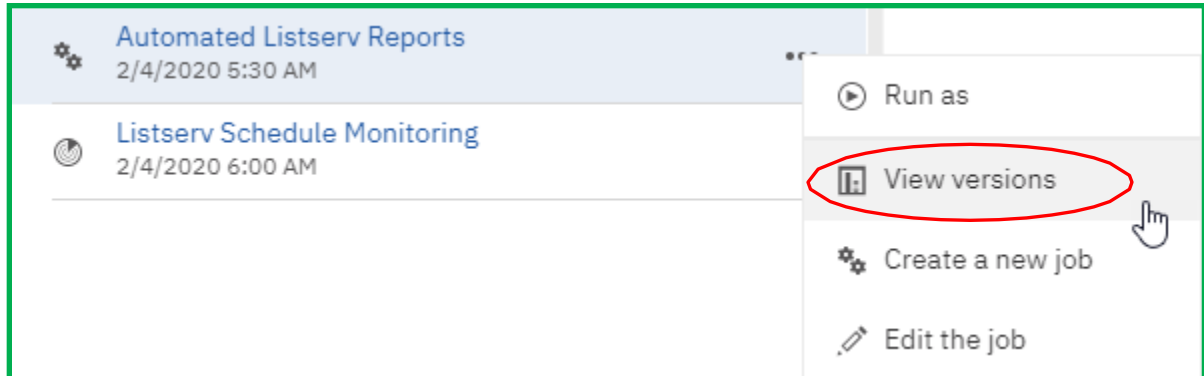 Automated Listserv Reports
2/4/2020 5:30 AM
Listserv Schedule Monitoring
2/4/2020 6:00 AM
Run as
View versions
Create a new job
Edit the job